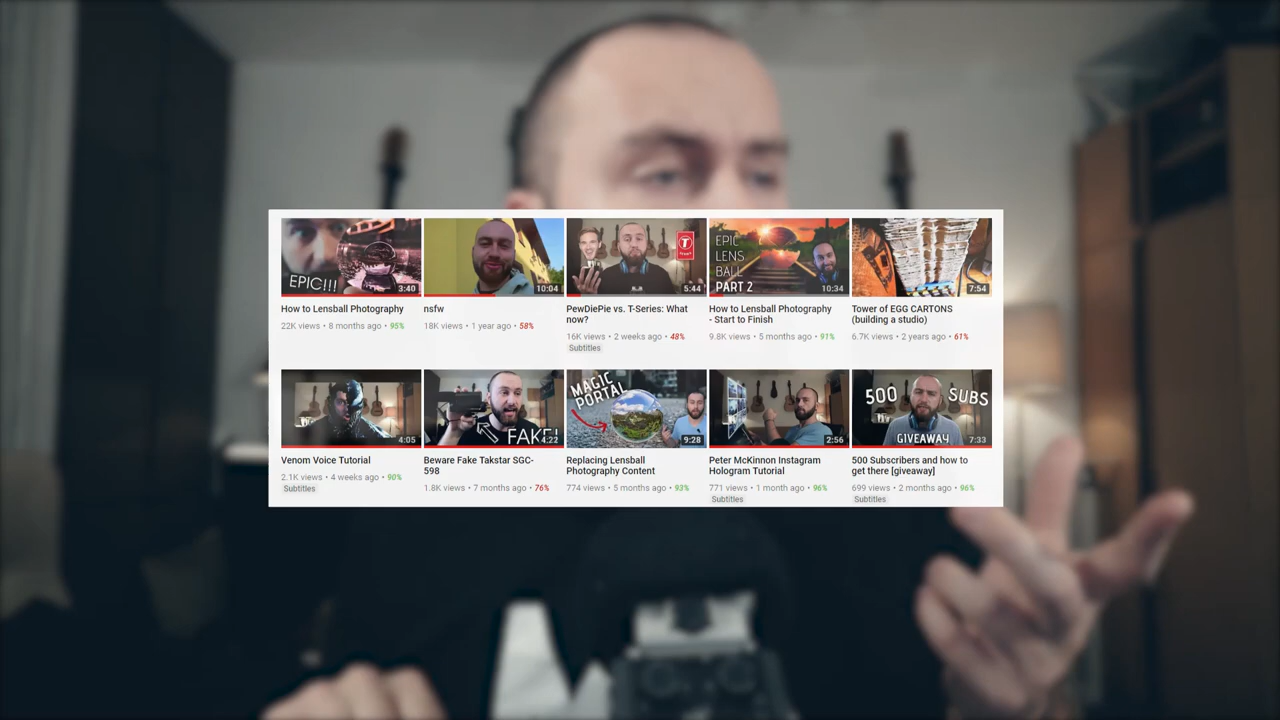 EPIC!!!
3:40
10:04
T
5:44
EPIC
LENS
BALL
PART 2
10:34
7:54
How to Lensball Photography
22K views • 8 months ago • 95%
nsfw
18K views • 1 year ago • 58%
PewDiePie vs. T-Series: What
now?
16K views • 2 weeks ago • 48%
Subtitles
How to Lensball Photography
- Start to Finish
9.8K views • 5 months ago • 91%
Tower of EGG CARTONS
(building a studio)
6.7K views • 2 years ago • 61%
4:05
FAKE!
4:22
MAGIC
PORTAL
9:28
2:56
500 SUBS
GIVEAWAY
7:33
Venom Voice Tutorial
2.1K views • 4 weeks ago • 90%
Subtitles
Beware Fake Takstar SGC-
598
1.8K views • 7 months ago • 76%
Replacing Lensball
Photography Content
774 views • 5 months ago • 93%
Peter McKinnon Instagram
Hologram Tutorial
771 views • 1 month ago • 96%
Subtitles
500 Subscribers and how to
get there [giveaway]
699 views • 2 months ago • 96%
Subtitles